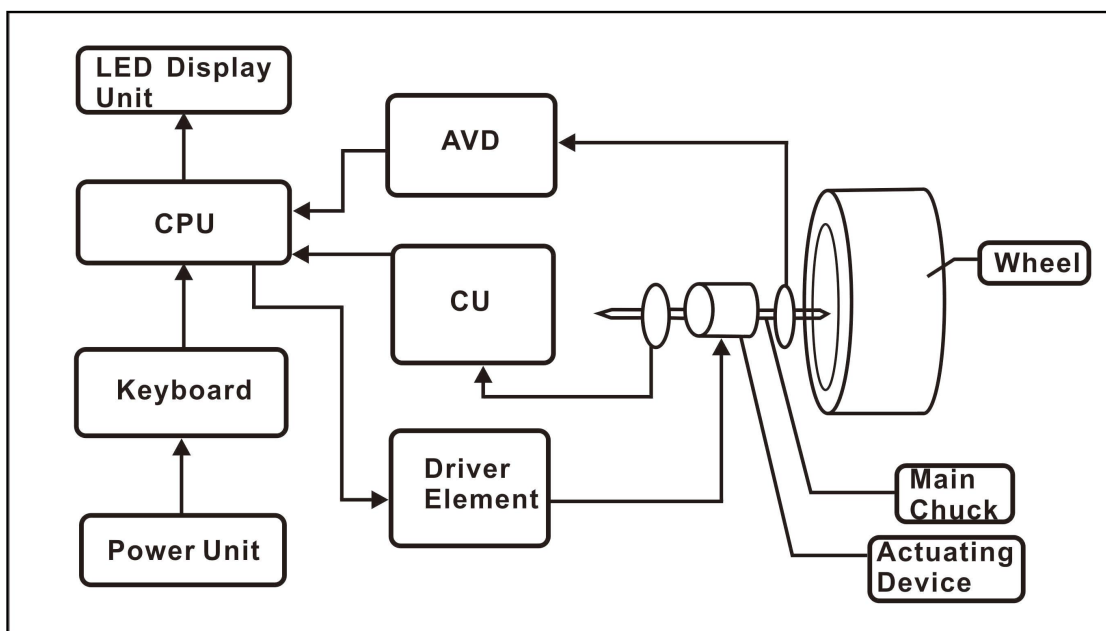 LED Display
Unit
AVD
CPU
Wheel
CU
Keyboard
Driver
Element
Main
Chuck
Power Unit
Actuating
Device